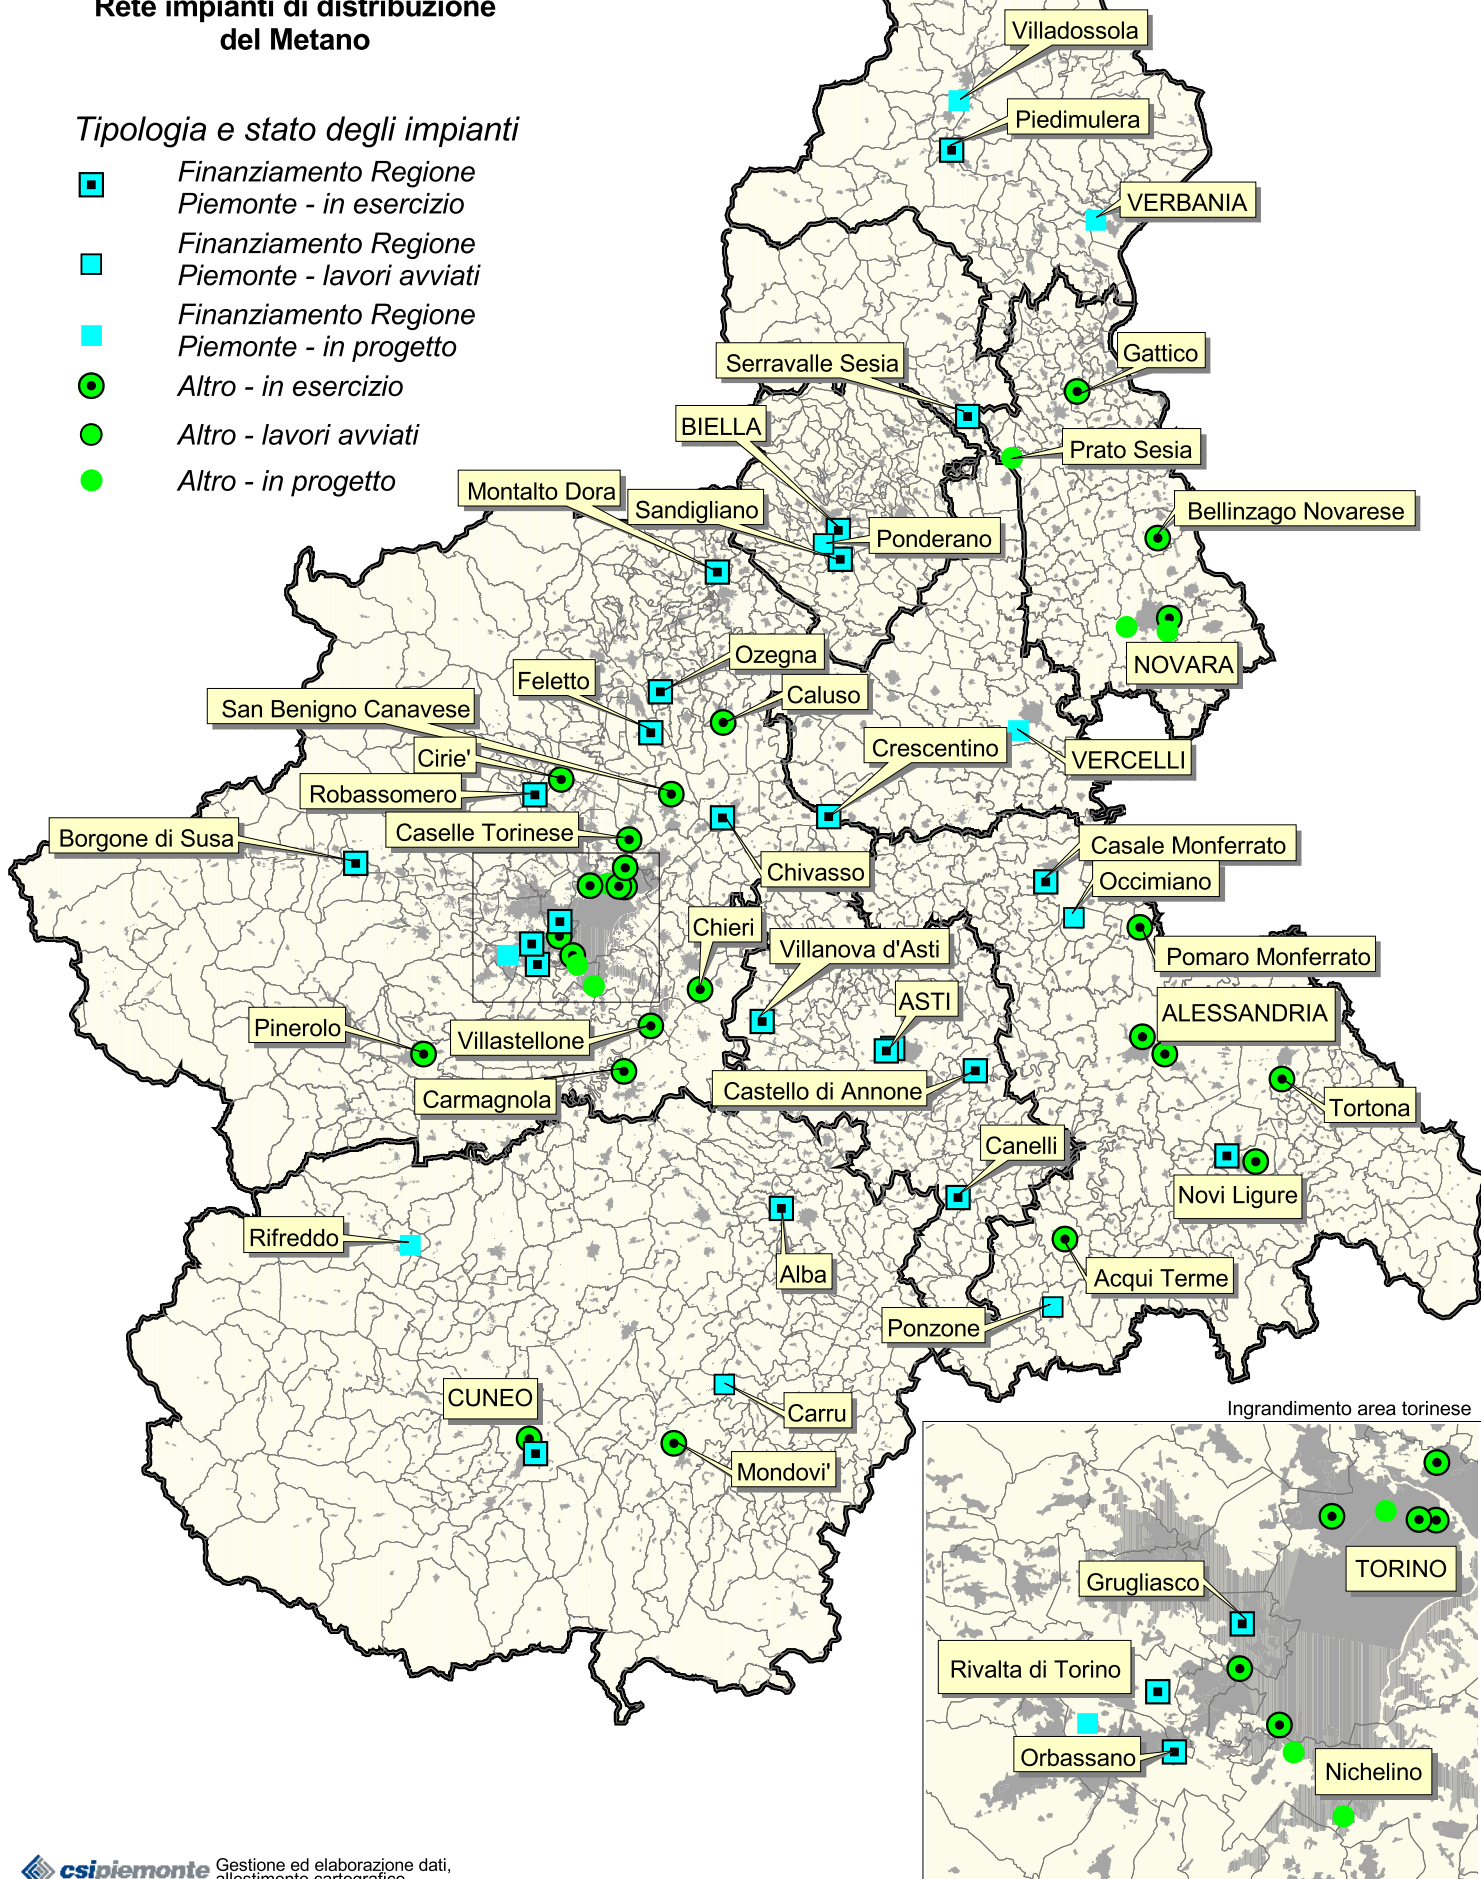 Rete impianti di distribuzione
del Metano
Tipologia e stato degli impianti
Finanziamento Regione
Piemonte - in esercizio
Finanziamento Regione
Piemonte - lavori avviati
Finanziamento Regione
Piemonte - in progetto
Altro - in esercizio
Altro - lavori avviati
Altro - in progetto
Villadossola
Piedimulera
VERBANIA
Gattico
Serravalle Sesia
BIELLA
Prato Sesia
Montalto Dora
Sandigliano
Bellinzago Novarese
Ponderano
Ozegna
NOVARA
Feletto
Caluso
San Benigno Canavese
Crescentino
Cirie'
VERCELLI
Robassomero
Caselle Torinese
Borgone di Susa
Casale Monferrato
Chivasso
Occimiano
Chieri
Villanova d'Asti
Pomaro Monferrato
ASTI
ALESSANDRIA
Pinerolo
Villastellone
Castello di Annone
Carmagnola
Tortona
Canelli
Novi Ligure
Rifreddo
Alba
Acqui Terme
Ponzone
CUNEO
Carru
Mondovi'
Ingrandimento area torinese
TORINO
Grugliasco
Rivalta di Torino
Orbassano
Nichelino
csipiemonte
Gestione ed elaborazione dati,
allestimento cartografico